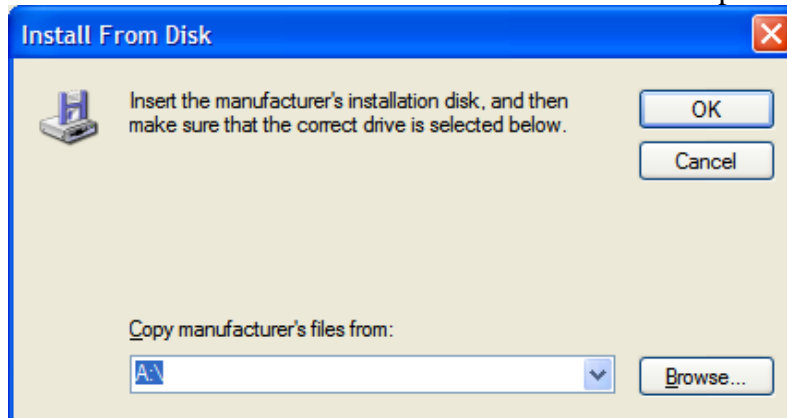 Install From Disk
Insert the manufacturer's installation disk, and then
make sure that the correct drive is selected below.
OK
Cancel
Copy manufacturer's files from:
A:\
Browse...